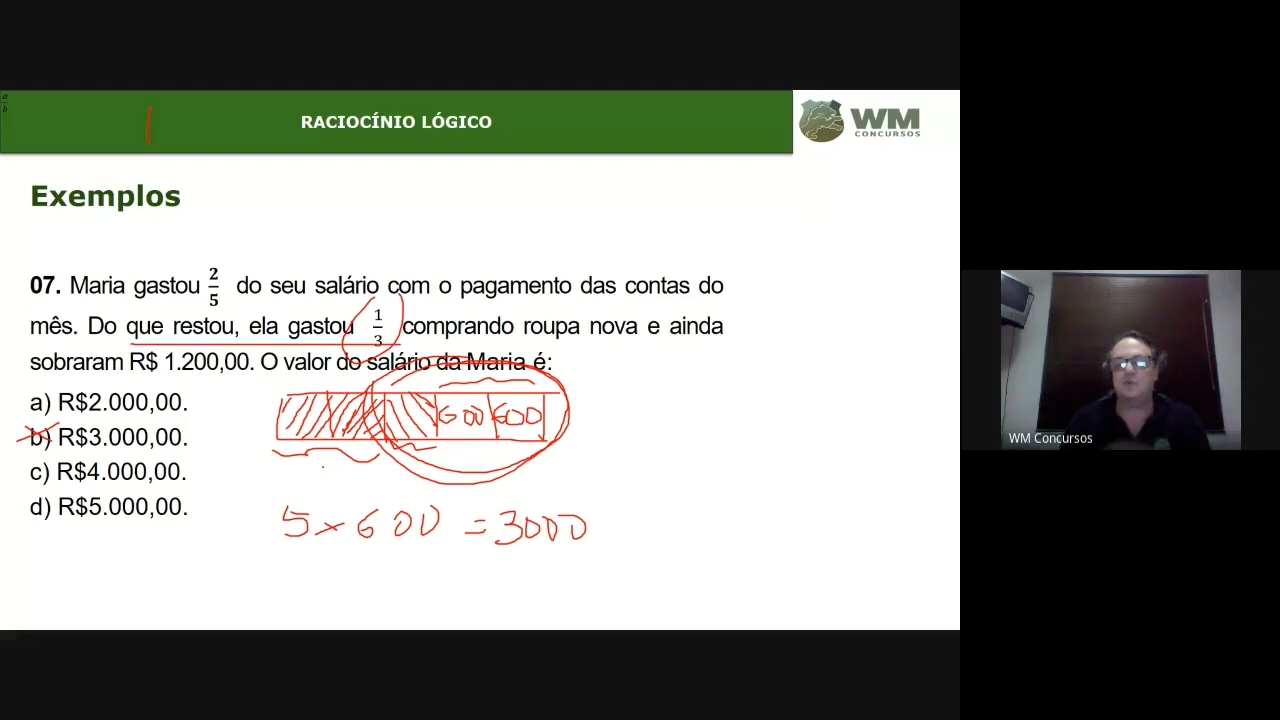 a
b
RACIOCÍNIO LÓGICO
WM
CONCURSOS
Exemplos
07. Maria gastou 2/5 do seu salário com o pagamento das contas do
mês. Do que restou, ela gastou 1/3 comprando roupa nova e ainda
sobraram R$ 1.200,00. O valor do salário da Maria é:
a) R$2.000,00.
b) R$3.000,00.
c) R$4.000,00.
d) R$5.000,00.
600 600
5 × 600 = 3000
WM Concursos